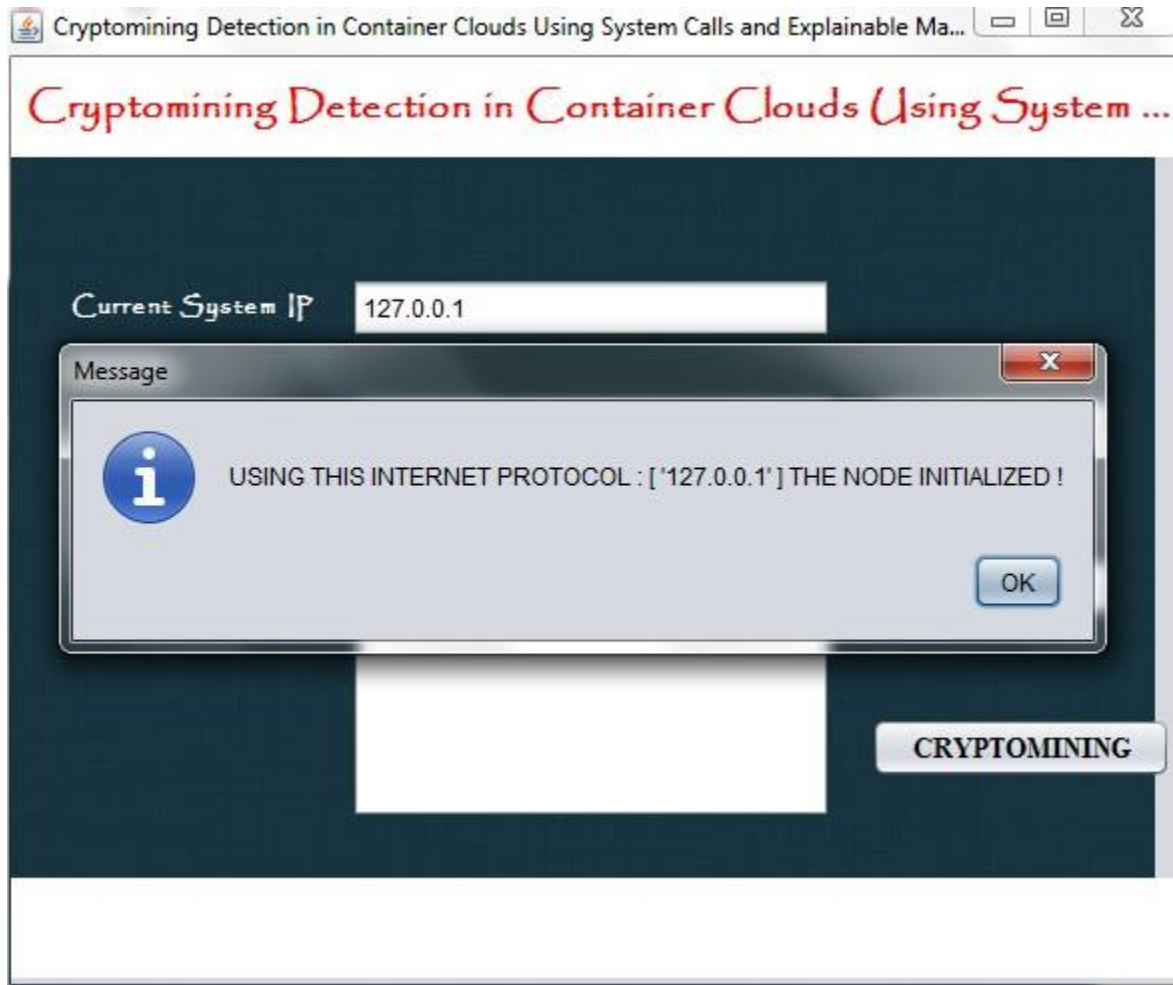 Cryptomining Detection in Container Clouds Using System Calls and Explainable Ma...
Cryptomining Detection in Container Clouds Using System ...
Current System IP
127.0.0.1
Message
USING THIS INTERNET PROTOCOL : [ '127.0.0.1' ] THE NODE INITIALIZED !
OK
CRYPTOMINING